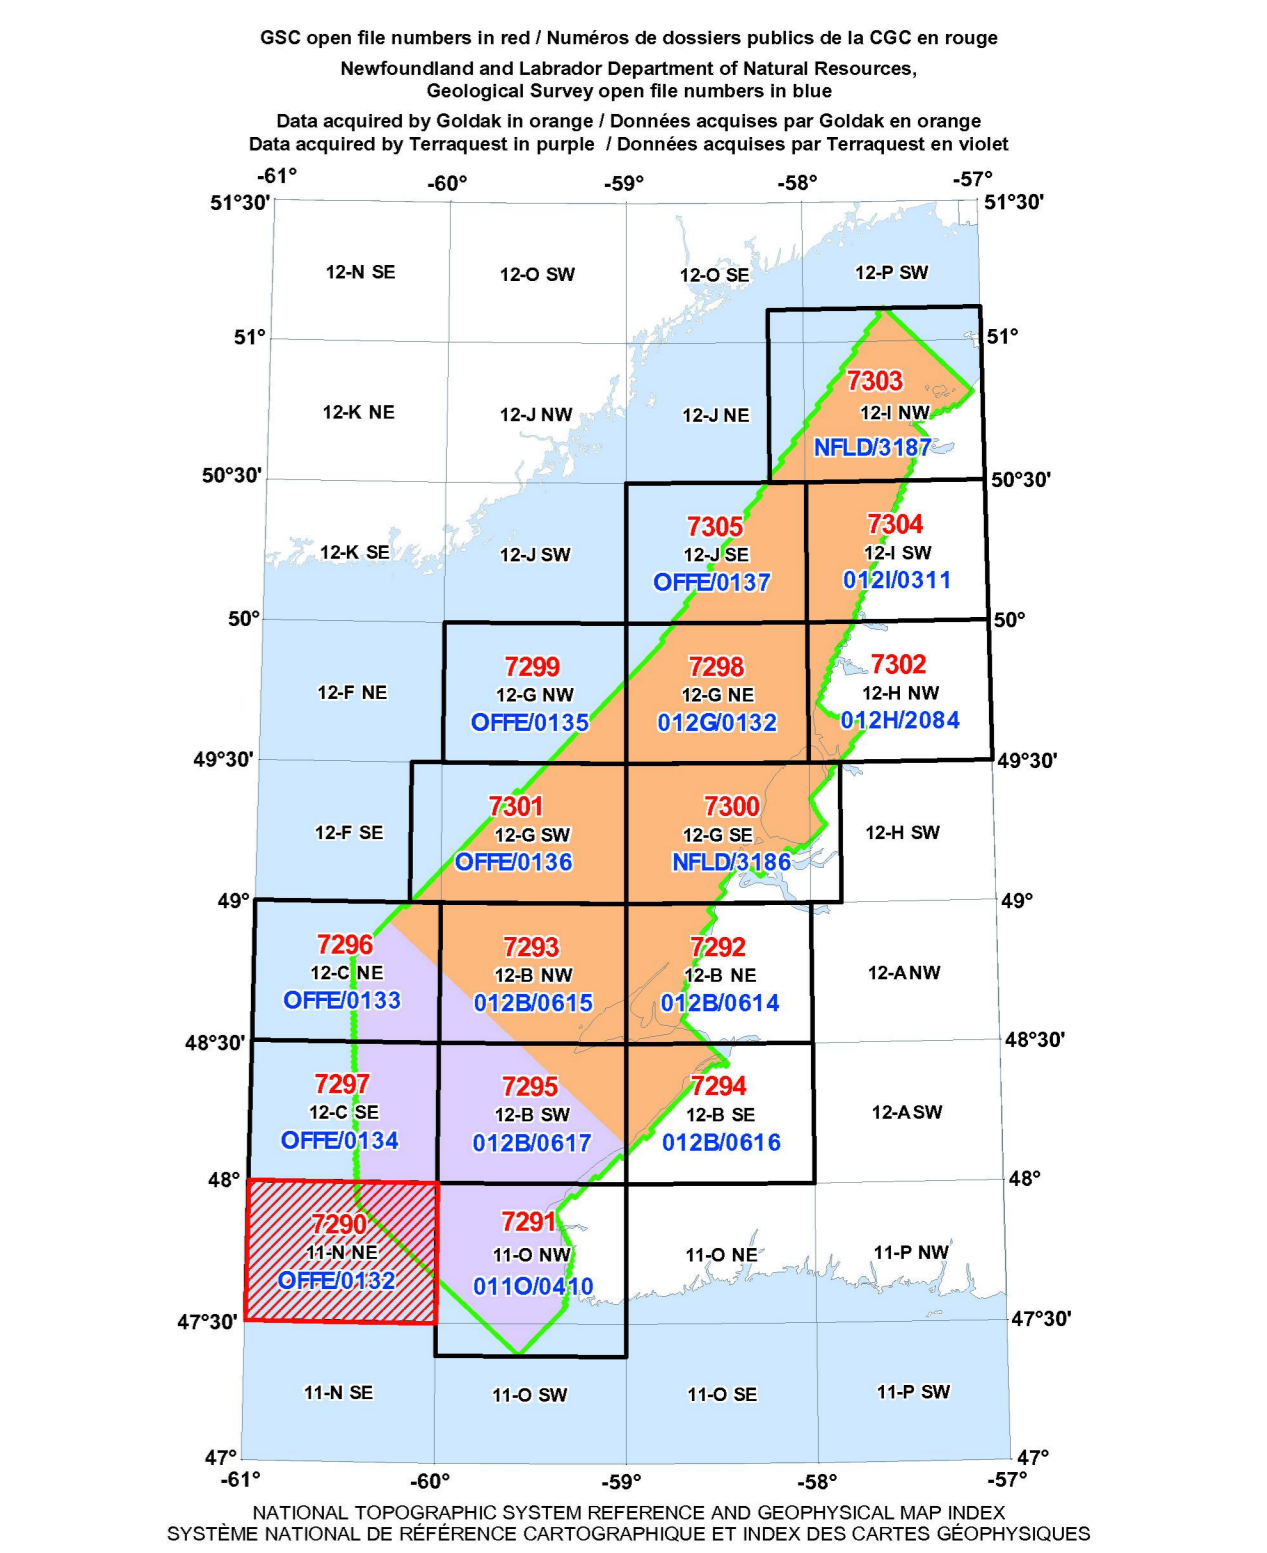 GSC open file numbers in red / Numéros de dossiers publics de la CGC en rouge
Newfoundland and Labrador Department of Natural Resources,
Geological Survey open file numbers in blue
Data acquired by Goldak in orange / Données acquises par Goldak en orange
Data acquired by Terraquest in purple / Données acquises par Terraquest en violet
-61° -60° -59° -58° -57°
51°30' 51°30'
12-N SE 12-O SW 12-O SE 12-P SW
51° 51°
7303
12-K NE 12-J NW 12-J NE 12-I NW
NFLD/3187
50°30' 50°30'
7305 7304
12-K SE 12-J SW 12-J SE 12-I SW
OFFE/0137 012I/0311
50° 50°
7299 7298 7302
12-F NE 12-G NW 12-G NE 12-H NW
OFFE/0135 012G/0132 012H/2084
49°30' 49°30'
7301 7300
12-F SE 12-G SW 12-G SE 12-H SW
OFFE/0136 NFLD/3186
49° 49°
7296 7293 7292
12-C NE 12-B NW 12-B NE 12-A NW
OFFE/0133 012B/0615 012B/0614
48°30' 48°30'
7297 7295 7294
12-C SE 12-B SW 12-B SE 12-A SW
OFFE/0134 012B/0617 012B/0616
48° 48°
7290 7291
11-N NE 11-O NW 11-O NE 11-P NW
OFFE/0132 011O/0410
47°30' 47°30'
11-N SE 11-O SW 11-O SE 11-P SW
47° 47°
-61° -60° -59° -58° -57°
NATIONAL TOPOGRAPHIC SYSTEM REFERENCE AND GEOPHYSICAL MAP INDEX
SYSTÈME NATIONAL DE RÉFÉRENCE CARTOGRAPHIQUE ET INDEX DES CARTES GÉOPHYSIQUES